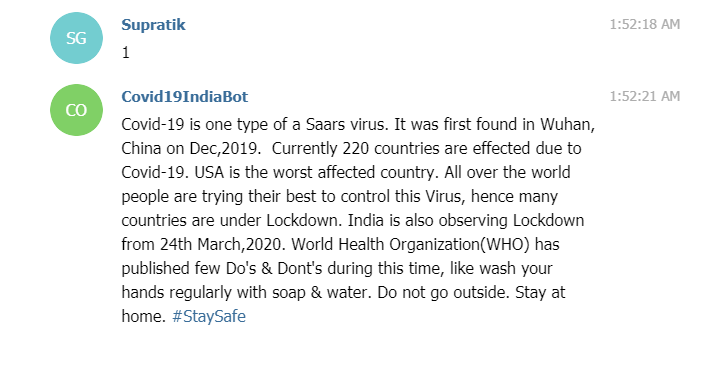 SG
Supratik
1:52:18 AM
1
CO
Covid19IndiaBot
1:52:21 AM
Covid-19 is one type of a Saars virus. It was first found in Wuhan,
China on Dec,2019.  Currently 220 countries are effected due to
Covid-19. USA is the worst affected country. All over the world
people are trying their best to control this Virus, hence many
countries are under Lockdown. India is also observing Lockdown
from 24th March,2020. World Health Organization(WHO) has
published few Do's & Dont's during this time, like wash your
hands regularly with soap & water. Do not go outside. Stay at
home. #StaySafe